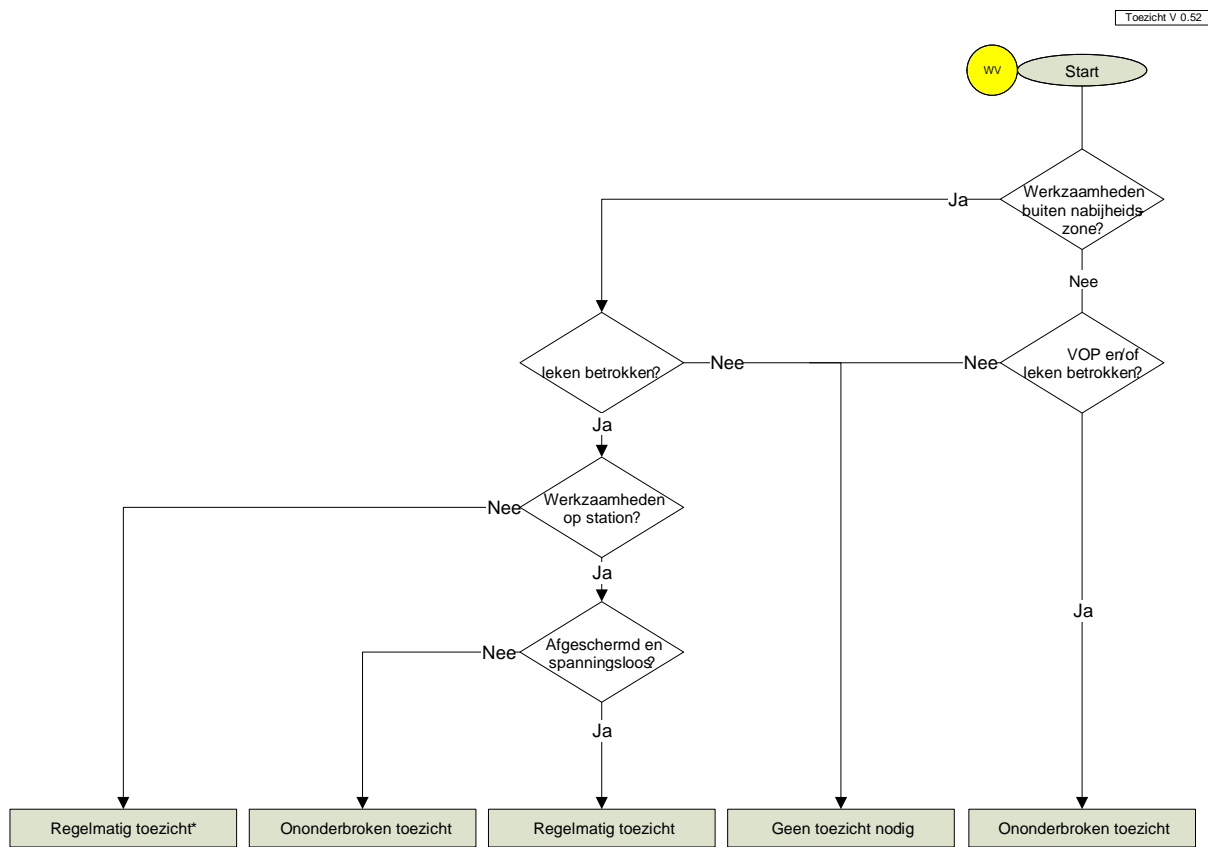 Toezicht V 0.52
WV
Start
Werkzaamheden
buiten nabijheids
zone?
Ja
Nee
leken betrokken?
Nee
Nee
VOP en/of
leken betrokken?
Ja
Werkzaamheden
op station?
Nee
Ja
Afgeschermd en
spanningsloos?
Nee
Ja
Ja
Regelmatig toezicht*
Ononderbroken toezicht
Regelmatig toezicht
Geen toezicht nodig
Ononderbroken toezicht